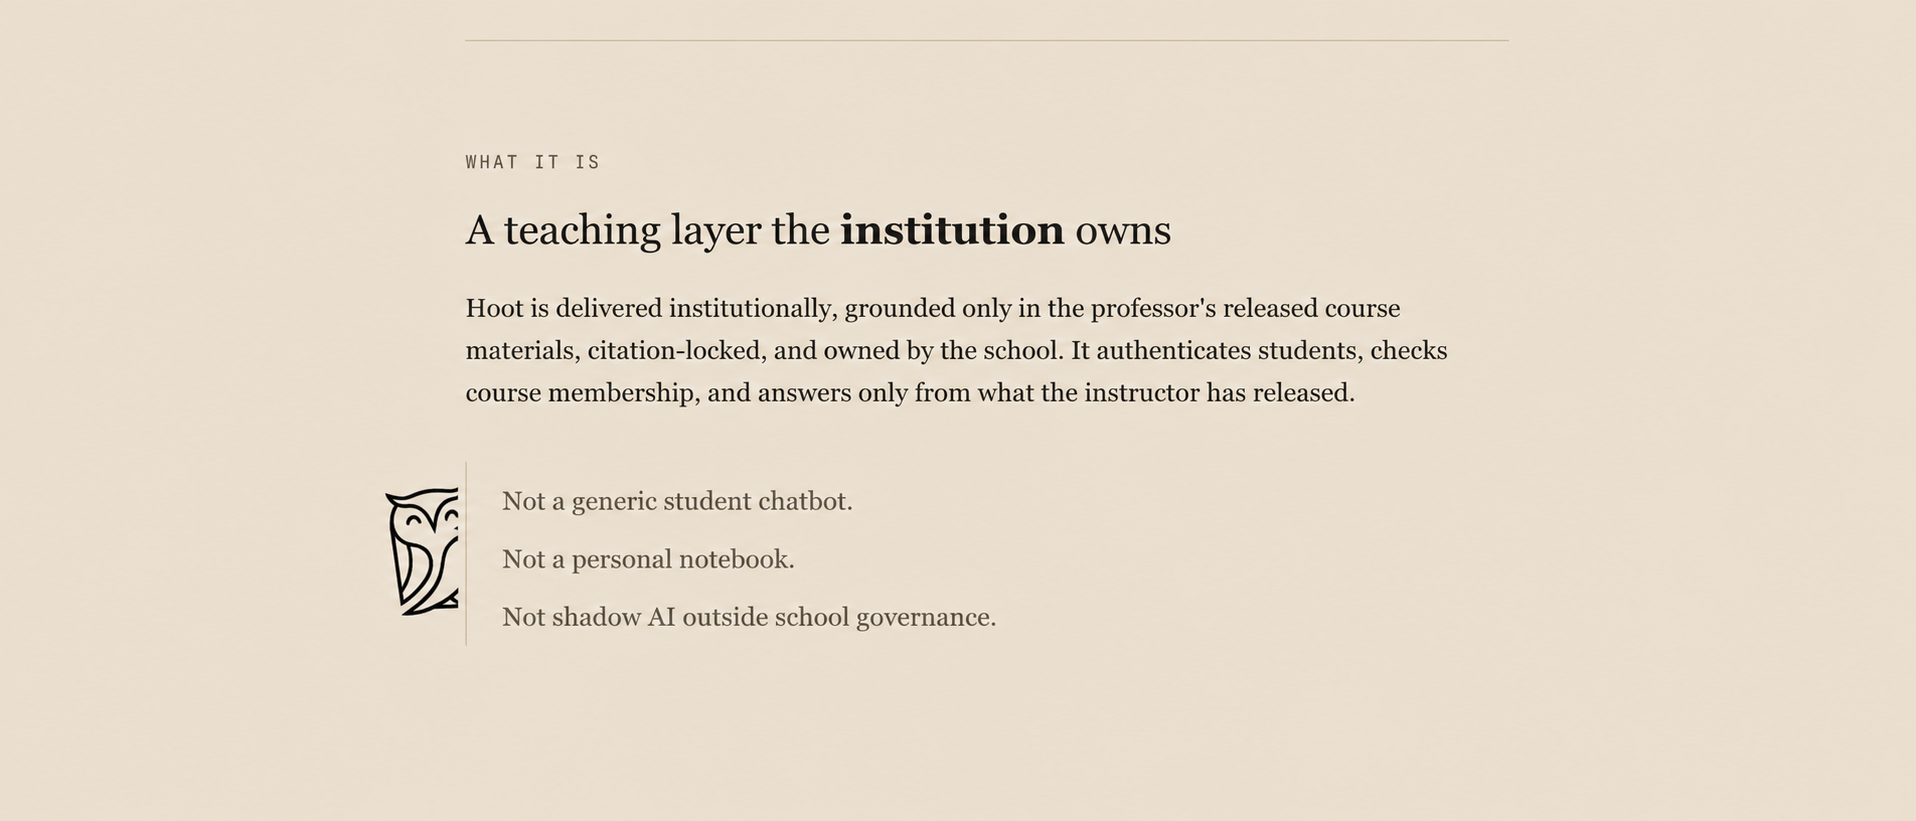 WHAT IT IS
A teaching layer the institution owns
Hoot is delivered institutionally, grounded only in the professor's released course
materials, citation-locked, and owned by the school. It authenticates students, checks
course membership, and answers only from what the instructor has released.
Not a generic student chatbot.
Not a personal notebook.
Not shadow AI outside school governance.